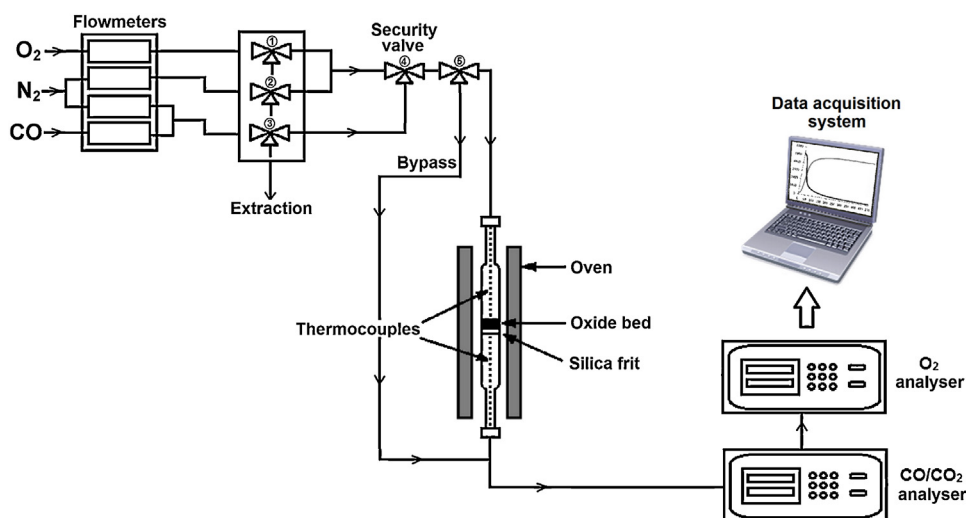 Flowmeters
O₂
N₂
CO
①
②
③
Extraction
Security
valve
④
⑤
Bypass
Thermocouples
Oven
Oxide bed
Silica frit
Data acquisition
system
O₂
analyser
CO/CO₂
analyser